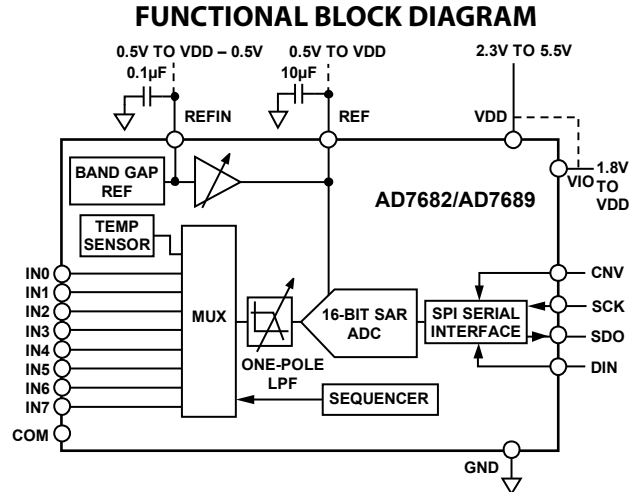 FUNCTIONAL BLOCK DIAGRAM
0.5V TO VDD – 0.5V
0.5V TO VDD
2.3V TO 5.5V
0.1µF
10µF
REFIN
REF
VDD
BAND GAP
REF
VIO
1.8V
TO
VDD
AD7682/AD7689
TEMP
SENSOR
IN0
IN1
IN2
IN3
IN4
IN5
IN6
IN7
COM
MUX
ONE-POLE
LPF
16-BIT SAR
ADC
SPI SERIAL
INTERFACE
CNV
SCK
SDO
DIN
SEQUENCER
GND